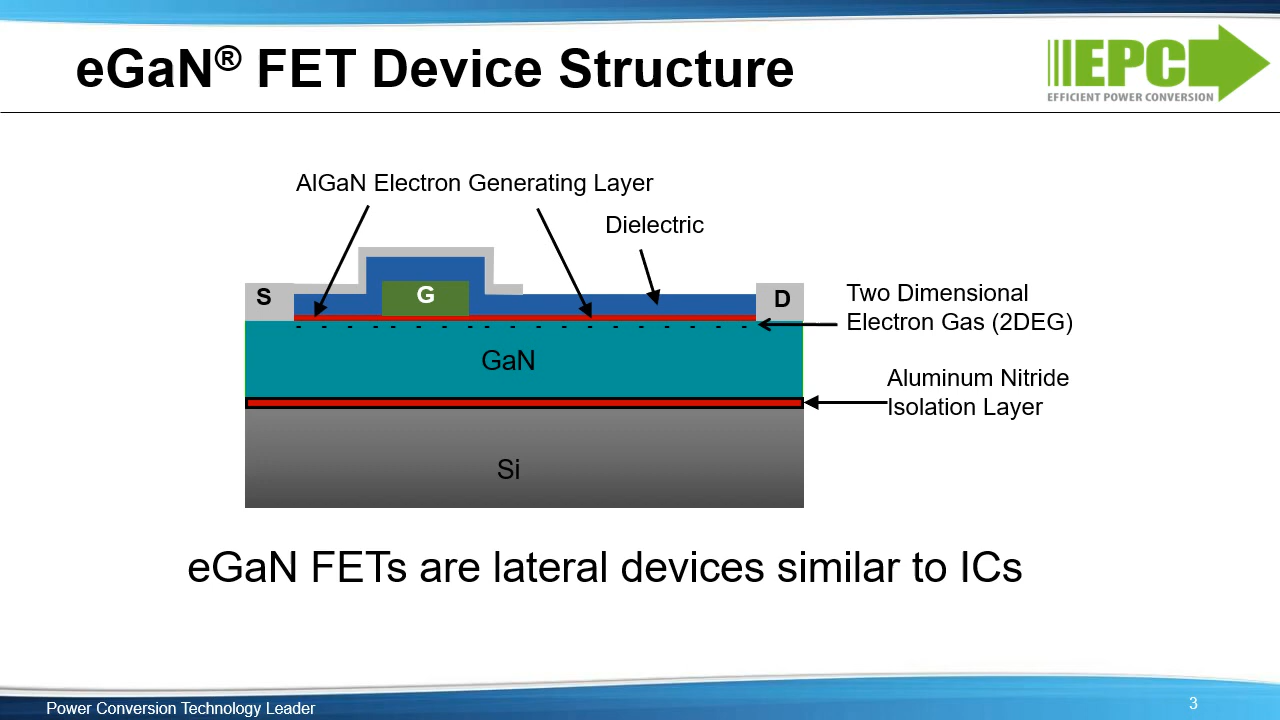 eGaN® FET Device Structure
EPC
EFFICIENT POWER CONVERSION
AlGaN Electron Generating Layer
Dielectric
S
G
D
Two Dimensional
Electron Gas (2DEG)
GaN
Aluminum Nitride
Isolation Layer
Si
eGaN FETs are lateral devices similar to ICs
Power Conversion Technology Leader
3